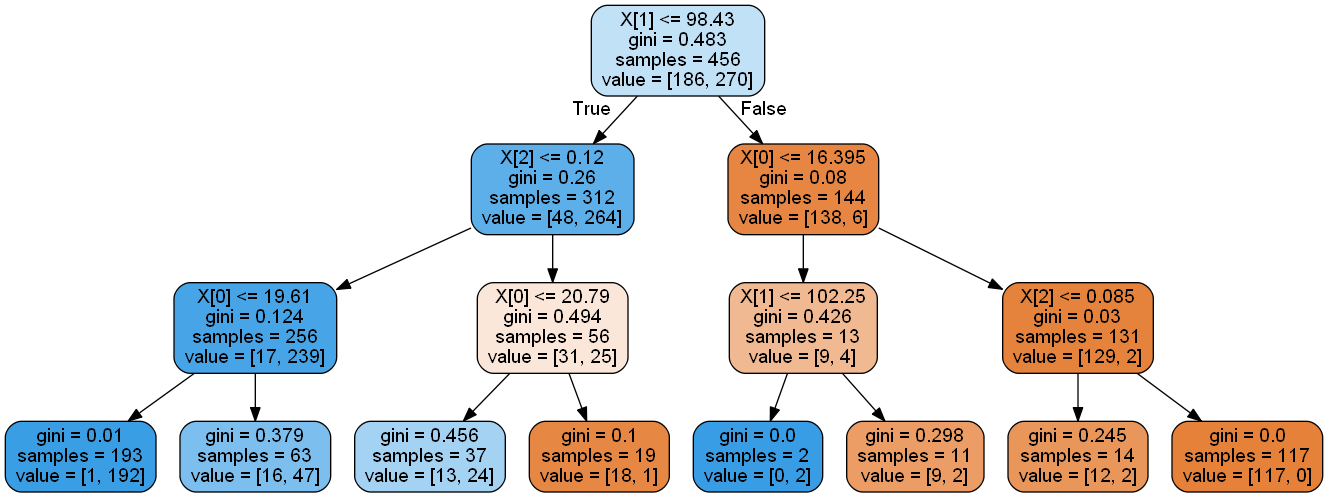 X[1] <= 98.43
gini = 0.483
samples = 456
value = [186, 270]
True
False
X[2] <= 0.12
gini = 0.26
samples = 312
value = [48, 264]
X[0] <= 16.395
gini = 0.08
samples = 144
value = [138, 6]
X[0] <= 19.61
gini = 0.124
samples = 256
value = [17, 239]
X[0] <= 20.79
gini = 0.494
samples = 56
value = [31, 25]
X[1] <= 102.25
gini = 0.426
samples = 13
value = [9, 4]
X[2] <= 0.085
gini = 0.03
samples = 131
value = [129, 2]
gini = 0.01
samples = 193
value = [1, 192]
gini = 0.379
samples = 63
value = [16, 47]
gini = 0.456
samples = 37
value = [13, 24]
gini = 0.1
samples = 19
value = [18, 1]
gini = 0.0
samples = 2
value = [0, 2]
gini = 0.298
samples = 11
value = [9, 2]
gini = 0.245
samples = 14
value = [12, 2]
gini = 0.0
samples = 117
value = [117, 0]